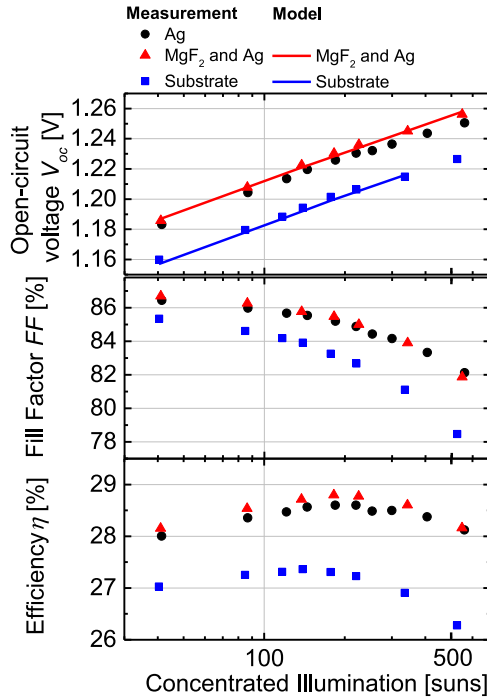 Measurement Model
Ag
MgF₂ and Ag MgF₂ and Ag
Substrate Substrate
Open-circuit
voltage Voc [V]
1.26
1.24
1.22
1.20
1.18
1.16
Fill Factor FF [%]
86
84
82
80
78
Efficiency η [%]
29
28
27
26
100 500
Concentrated Illumination [suns]